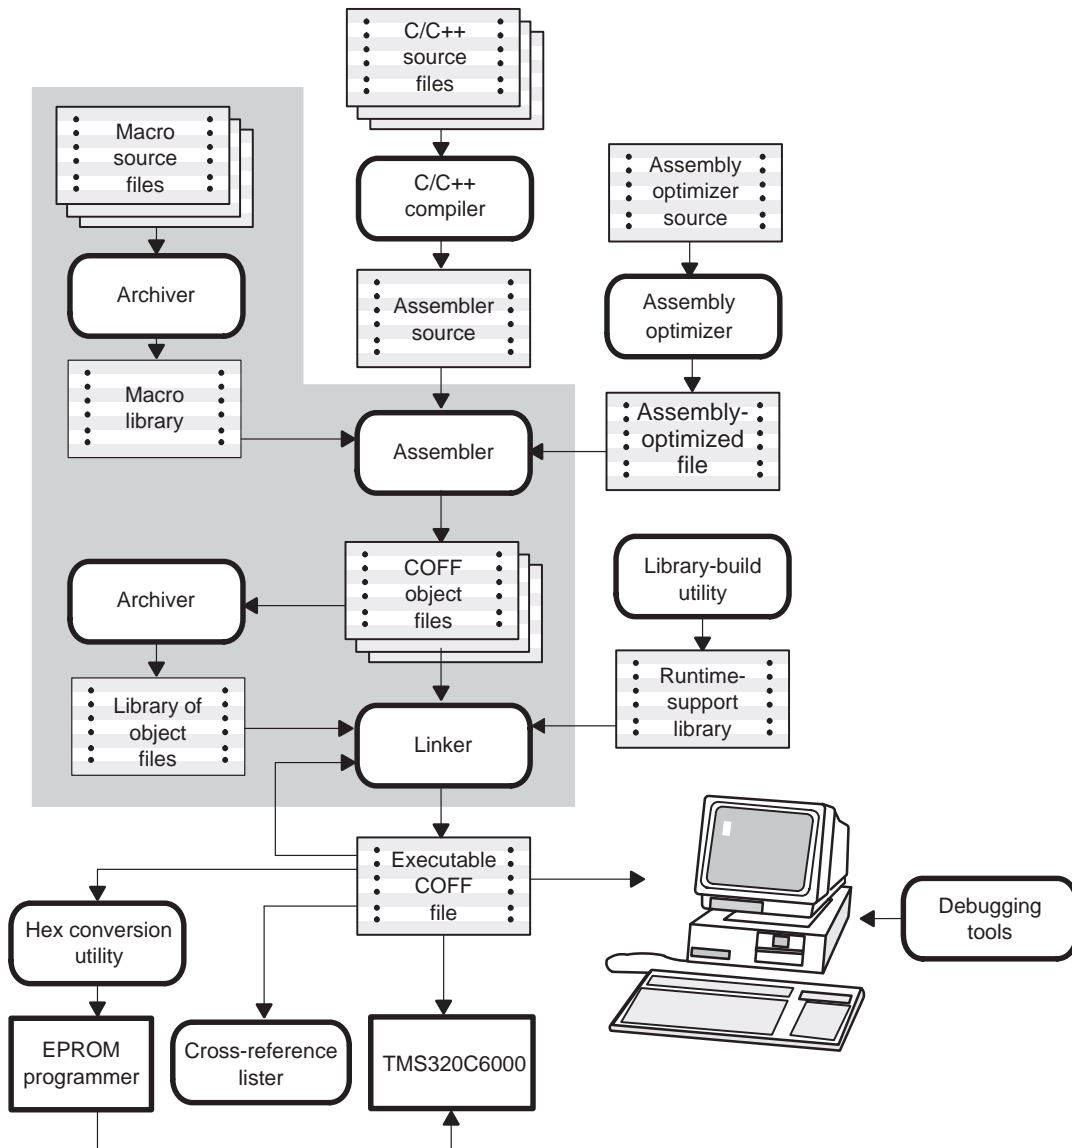 C/C++
source
files
Macro
source
files
C/C++
compiler
Assembly
optimizer
source
Archiver
Assembler
source
Assembly
optimizer
Macro
library
Assembler
Assembly-
optimized
file
Archiver
COFF
object
files
Library-build
utility
Library of
object
files
Linker
Runtime-
support
library
Executable
COFF
file
Debugging
tools
Hex conversion
utility
EPROM
programmer
Cross-reference
lister
TMS320C6000